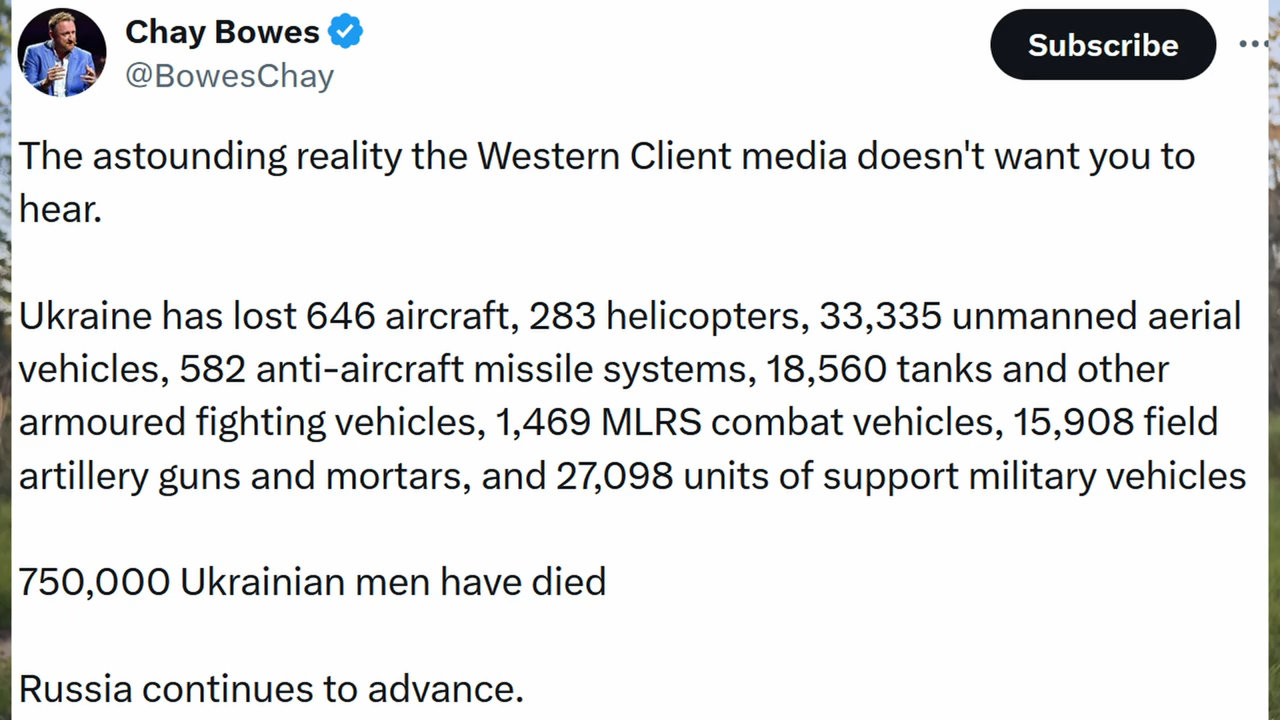 Chay Bowes
@BowesChay
Subscribe
The astounding reality the Western Client media doesn't want you to
hear.
Ukraine has lost 646 aircraft, 283 helicopters, 33,335 unmanned aerial
vehicles, 582 anti-aircraft missile systems, 18,560 tanks and other
armoured fighting vehicles, 1,469 MLRS combat vehicles, 15,908 field
artillery guns and mortars, and 27,098 units of support military vehicles
750,000 Ukrainian men have died
Russia continues to advance.